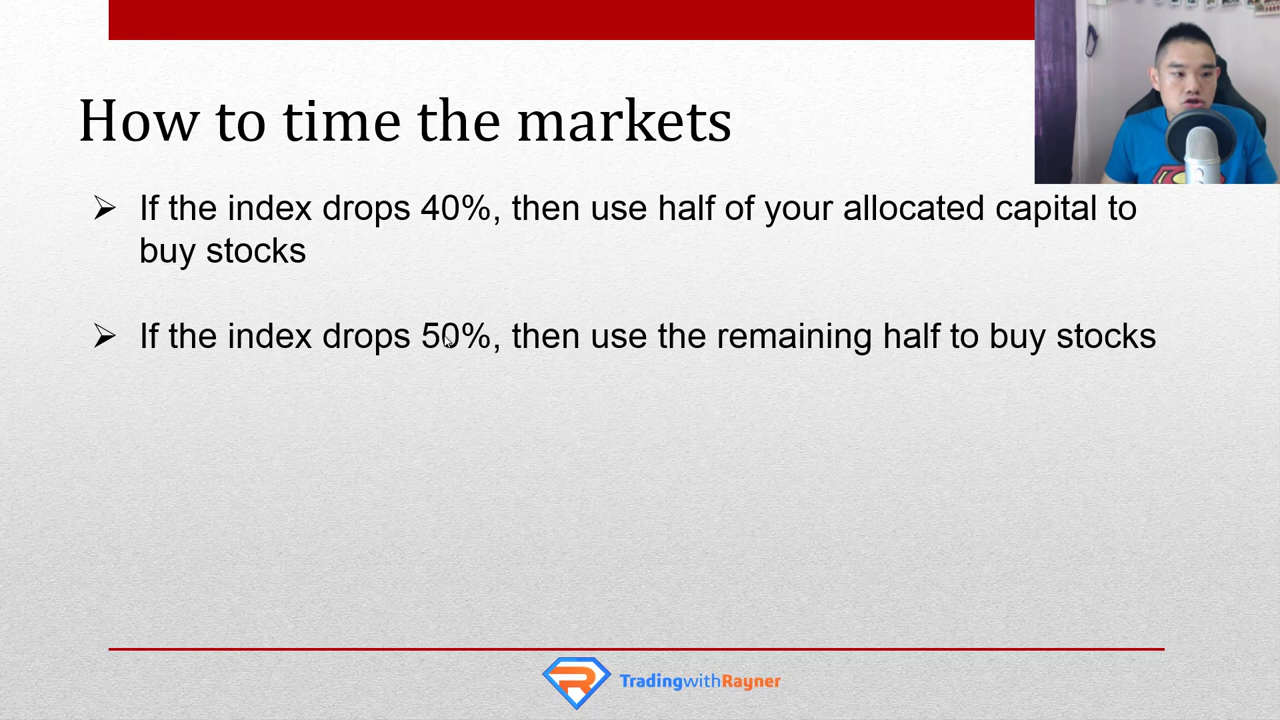 How to time the markets
➢ If the index drops 40%, then use half of your allocated capital to
buy stocks
➢ If the index drops 50%, then use the remaining half to buy stocks
TradingwithRayner